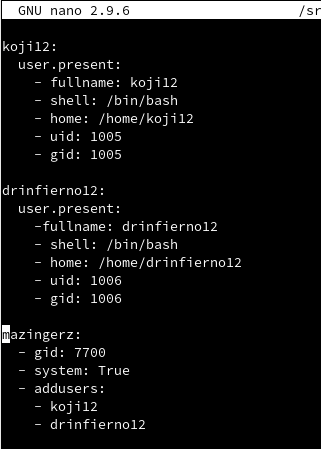 GNU nano 2.9.6 /sr
koji12:
  user.present:
    - fullname: koji12
    - shell: /bin/bash
    - home: /home/koji12
    - uid: 1005
    - gid: 1005
drinfierno12:
  user.present:
    -fullname: drinfierno12
    - shell: /bin/bash
    - home: /home/drinfierno12
    - uid: 1006
    - gid: 1006
mazingerz:
  - gid: 7700
  - system: True
  - addusers:
    - koji12
    - drinfierno12